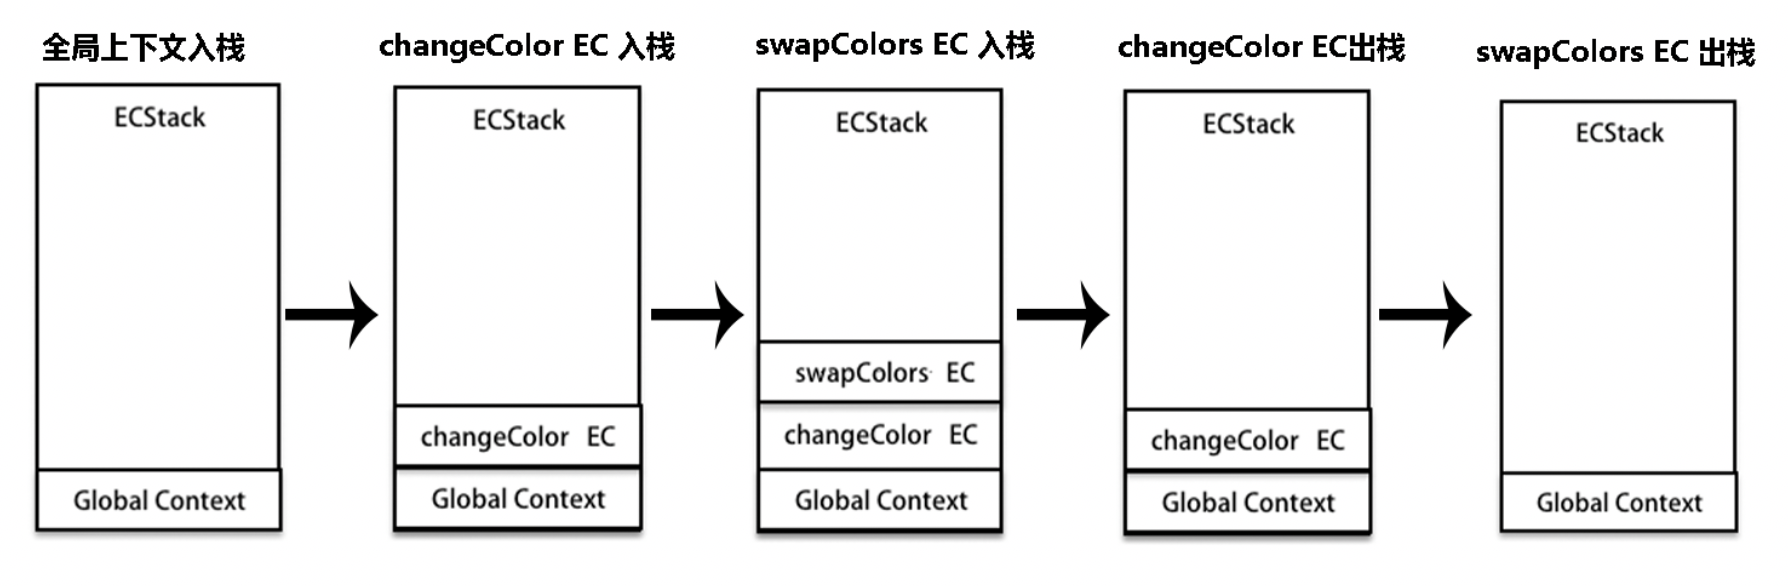 全局上下文入栈
changeColor EC 入栈
swapColors EC 入栈
changeColor EC出栈
swapColors EC 出栈
ECStack
ECStack
ECStack
ECStack
ECStack
swapColors EC
changeColor EC
changeColor EC
changeColor EC
Global Context
Global Context
Global Context
Global Context
Global Context